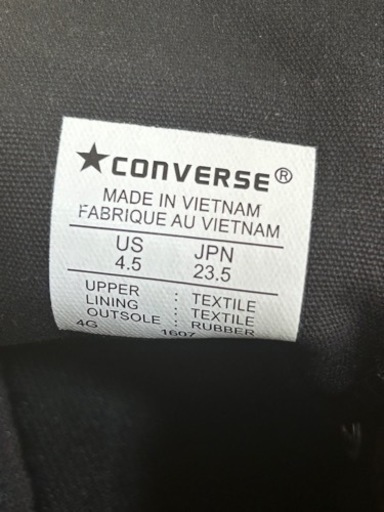 ★CONVERSE®
MADE IN VIETNAM
FABRIQUE AU VIETNAM
US JPN
4.5 23.5
UPPER : TEXTILE
LINING : TEXTILE
OUTSOLE : RUBBER
4G 1607